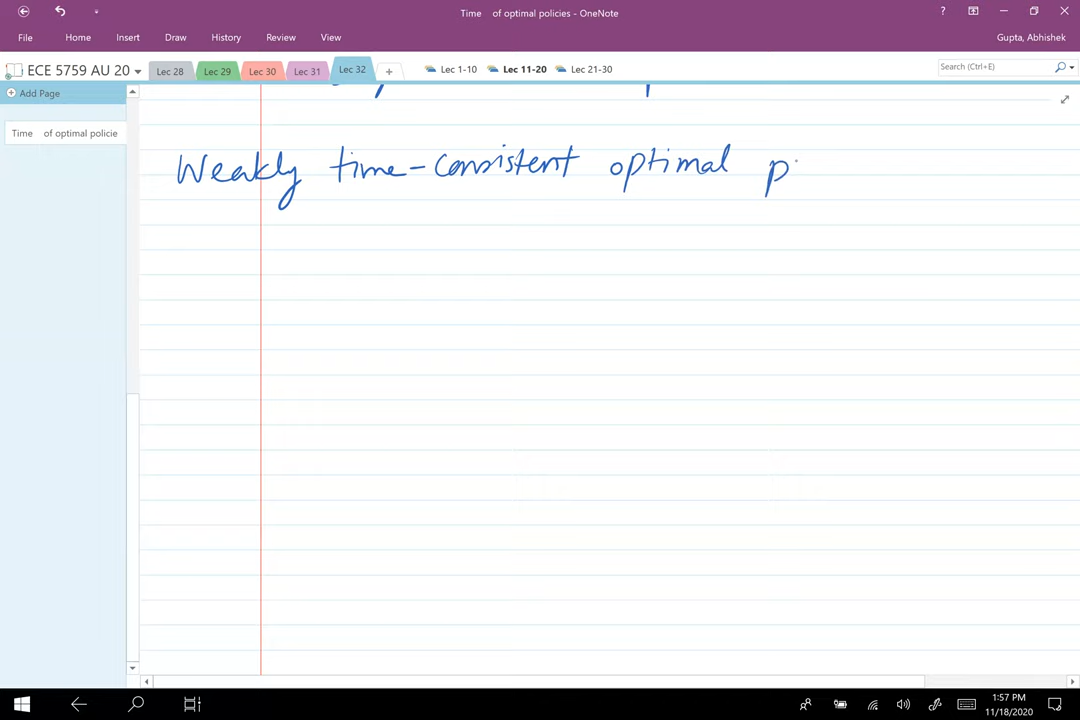 Time of optimal policies - OneNote
? Gupta, Abhishek
File Home Insert Draw History Review View
ECE 5759 AU 20 Lec 28 Lec 29 Lec 30 Lec 31 Lec 32 + Lec 1-10 Lec 11-20 Lec 21-30 Search (Ctrl+E)
Add Page
Time of optimal policie
Weakly time-consistent optimal p
1:57 PM
11/18/2020